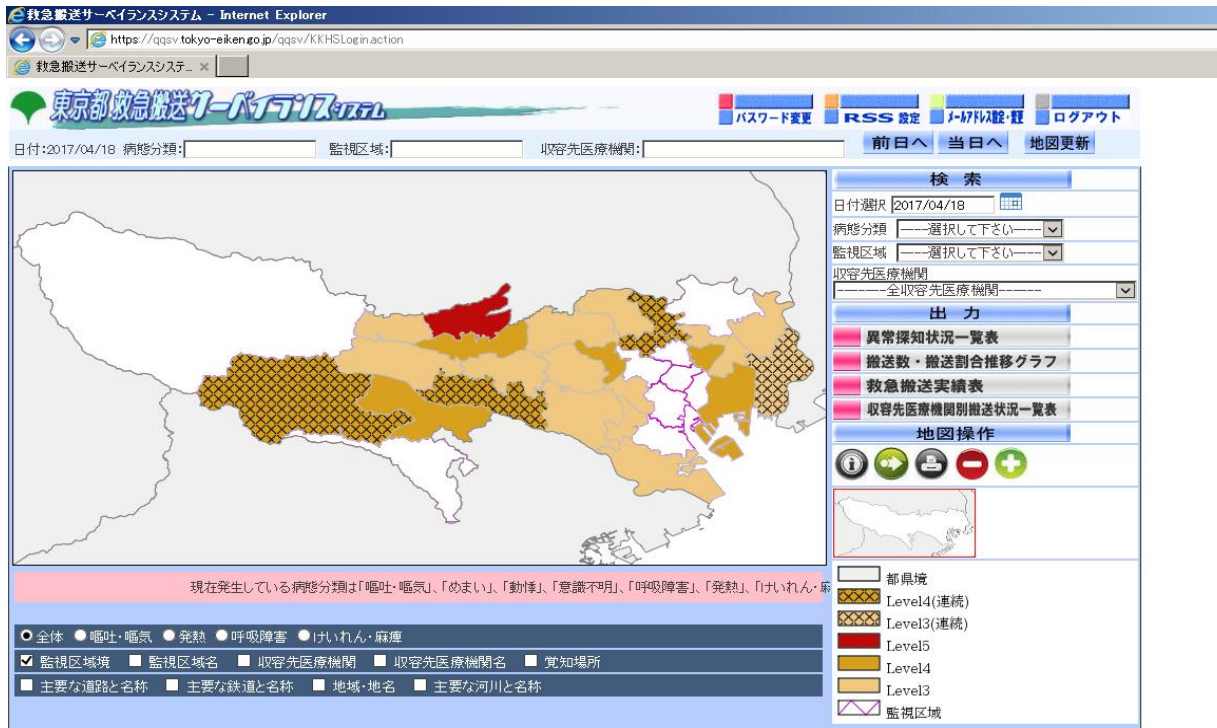 救急搬送サーベイランスシステム - Internet Explorer
https://qqsv.tokyo-eiken.go.jp/qqsv/KKHSLogin.action
救急搬送サーベイランスシステ... ×
東京都救急搬送サーベイランスシステム
パスワード変更 RSS 設定 メールアドレス設定・変更 ログアウト
日付:2017/04/18 病態分類: 監視区域: 収容先医療機関: 前日へ 当日へ 地図更新
検 索
日付選択 2017/04/18
病態分類 ----選択して下さい----
監視区域 ----選択して下さい----
収容先医療機関
-------全収容先医療機関------
出 力
異常探知状況一覧表
搬送数・搬送割合推移グラフ
救急搬送実績表
収容先医療機関別搬送状況一覧表
地図操作
現在発生している病態分類は「嘔吐・嘔気」、「めまい」、「動悸」、「意識不明」、「呼吸障害」、「発熱」、「けいれん・麻
全体 嘔吐・嘔気 発熱 呼吸障害 けいれん・麻痺
監視区域境 監視区域名 収容先医療機関 収容先医療機関名 覚知場所
主要な道路と名称 主要な鉄道と名称 地域・地名 主要な河川と名称
都県境
Level4(連続)
Level3(連続)
Level5
Level4
Level3
監視区域